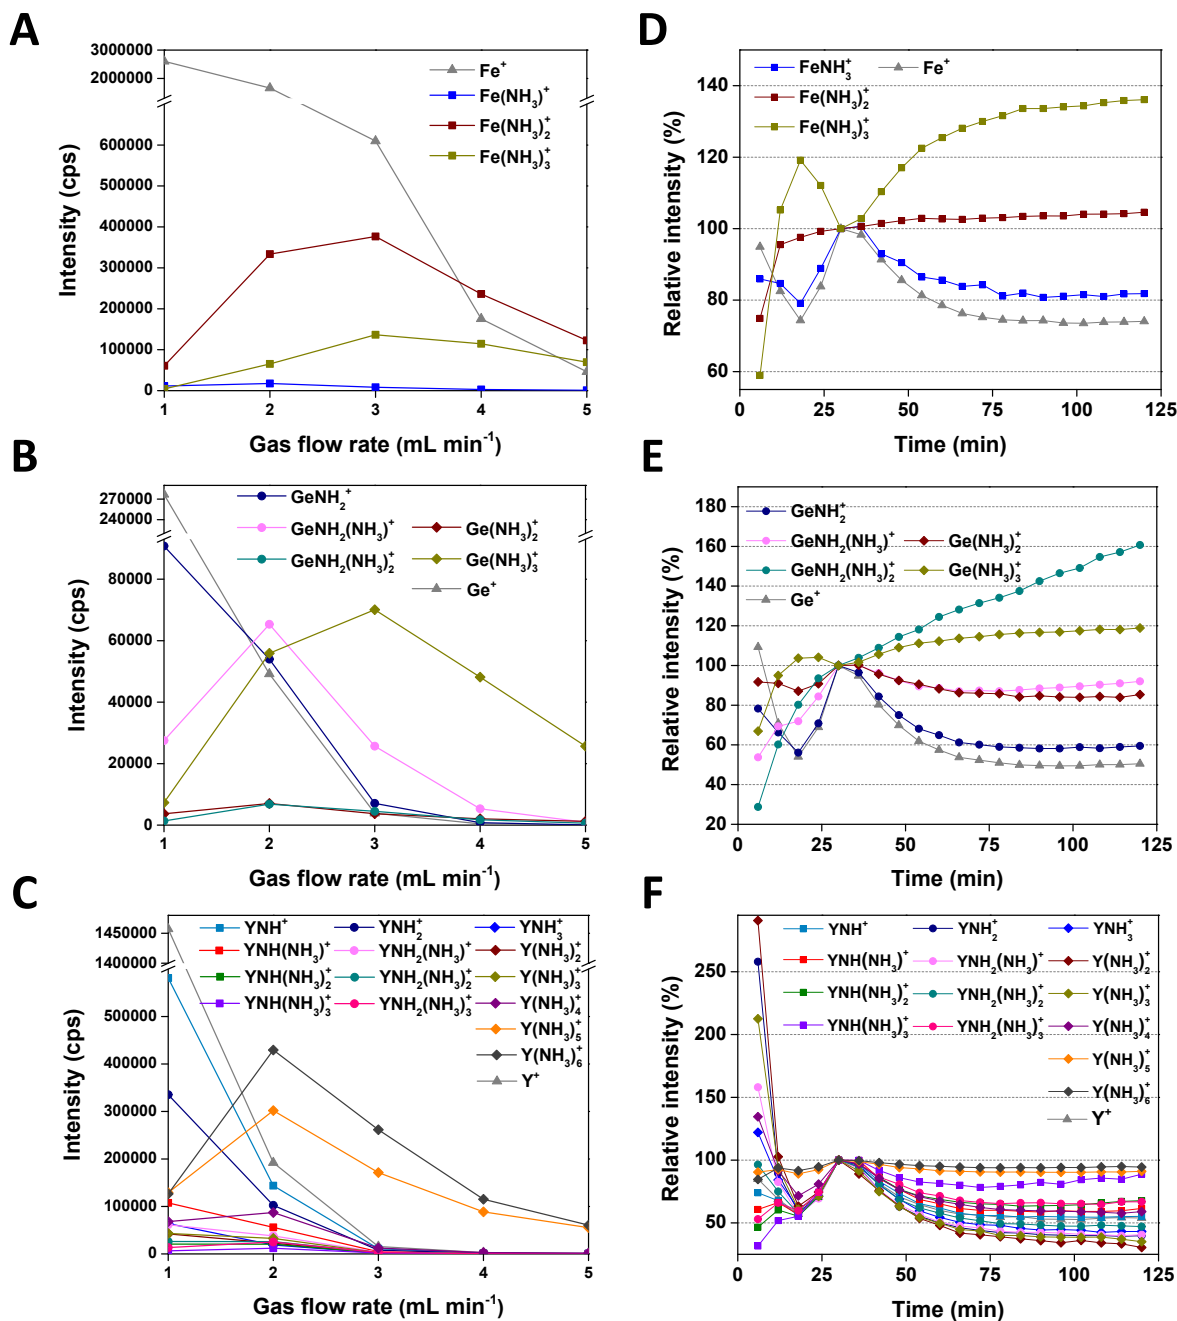 A
3000000
2000000
600000
500000
400000
300000
200000
100000
0
Intensity (cps)
Fe⁺
Fe(NH₃)⁺
Fe(NH₃)₂⁺
Fe(NH₃)₃⁺
1 2 3 4 5
Gas flow rate (mL min⁻¹)
D
140
120
100
80
60
Relative intensity (%)
FeNH₃⁺ Fe⁺
Fe(NH₃)₂⁺
Fe(NH₃)₃⁺
0 25 50 75 100 125
Time (min)
B
270000
240000
80000
60000
40000
20000
0
Intensity (cps)
GeNH₂⁺
GeNH₂(NH₃)⁺ Ge(NH₃)₂⁺
GeNH₂(NH₃)₂⁺ Ge(NH₃)₃⁺
Ge⁺
1 2 3 4 5
Gas flow rate (mL min⁻¹)
E
180
160
140
120
100
80
60
40
20
Relative intensity (%)
GeNH₂⁺
GeNH₂(NH₃)⁺ Ge(NH₃)₂⁺
GeNH₂(NH₃)₂⁺ Ge(NH₃)₃⁺
Ge⁺
0 25 50 75 100 125
Time (min)
C
1450000
1400000
500000
400000
300000
200000
100000
0
Intensity (cps)
YNH⁺ YNH₂⁺ YNH₃⁺
YNH(NH₃)⁺ YNH₂(NH₃)⁺ Y(NH₃)₂⁺
YNH(NH₃)₂⁺ YNH₂(NH₃)₂⁺ Y(NH₃)₃⁺
YNH(NH₃)₃⁺ YNH₂(NH₃)₃⁺ Y(NH₃)₄⁺
Y(NH₃)₅⁺
Y(NH₃)₆⁺
Y⁺
1 2 3 4 5
Gas flow rate (mL min⁻¹)
F
250
200
150
100
50
Relative intensity (%)
YNH⁺ YNH₂⁺ YNH₃⁺
YNH(NH₃)⁺ YNH₂(NH₃)⁺ Y(NH₃)₂⁺
YNH(NH₃)₂⁺ YNH₂(NH₃)₂⁺ Y(NH₃)₃⁺
YNH(NH₃)₃⁺ YNH₂(NH₃)₃⁺ Y(NH₃)₄⁺
Y(NH₃)₅⁺
Y(NH₃)₆⁺
Y⁺
0 25 50 75 100 125
Time (min)